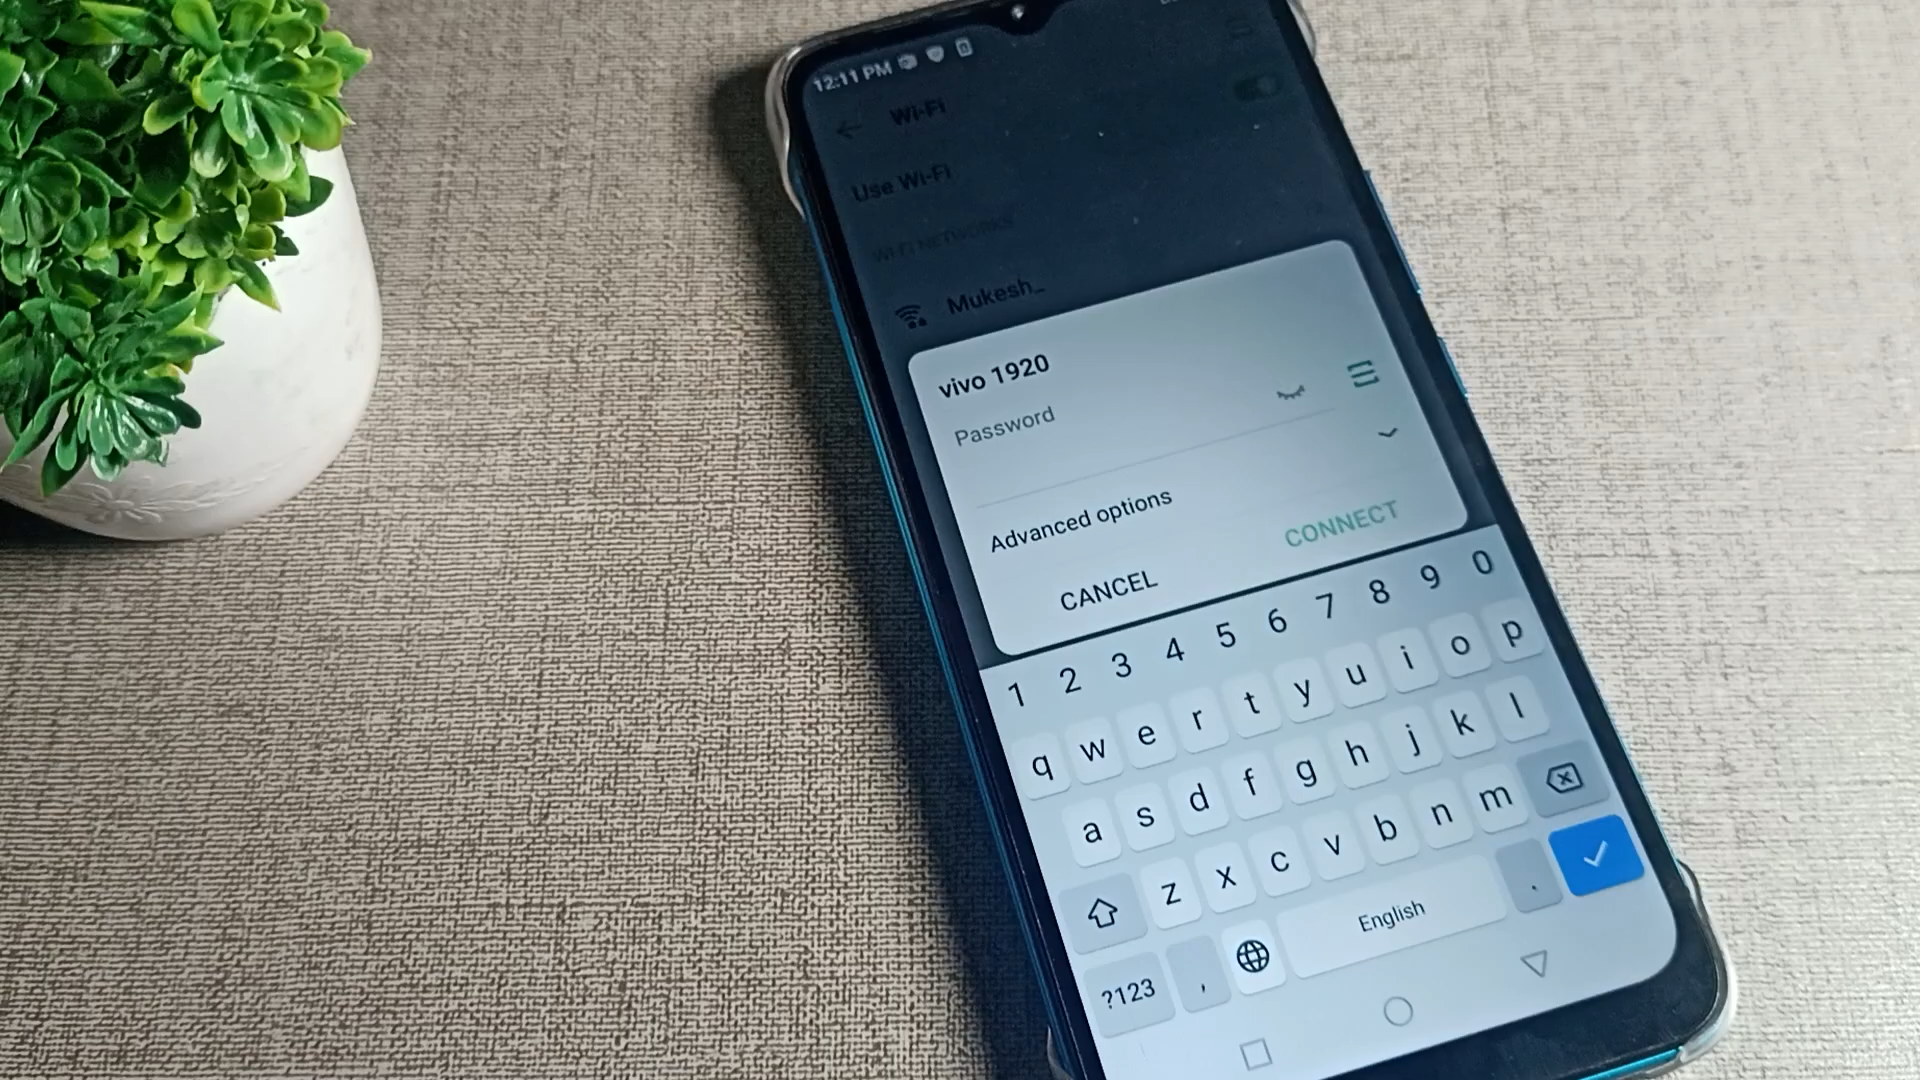 12:11 PM
Wi-Fi
Use Wi-Fi
WI-FI NETWORKS
Mukesh_
vivo 1920
Password
Advanced options
CANCEL
CONNECT
1 2 3 4 5 6 7 8 9 0
q w e r t y u i o p
a s d f g h j k l
z x c v b n m
?123 , English .